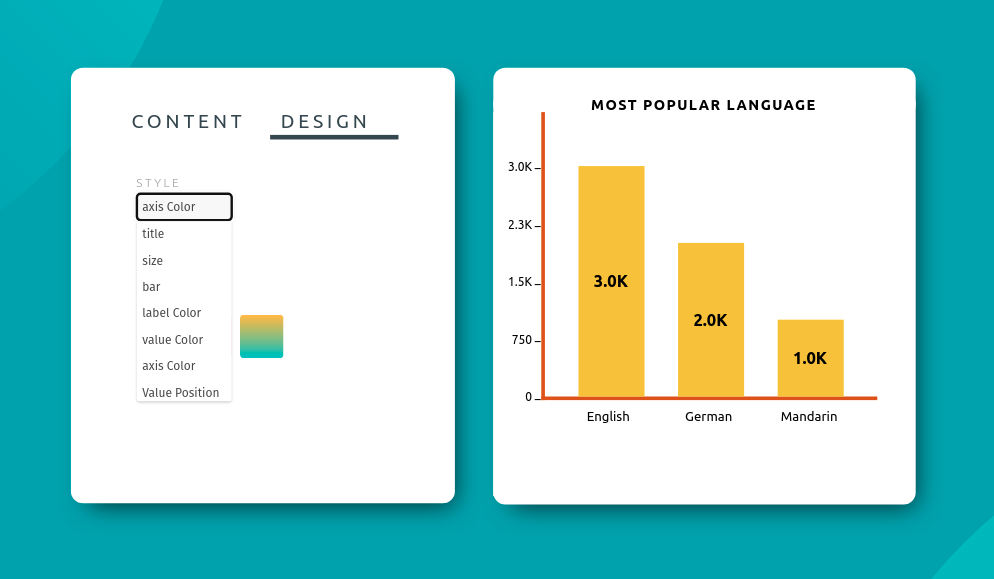 CONTENT DESIGN
STYLE
axis Color
title
size
bar
label Color
value Color
axis Color
Value Position
MOST POPULAR LANGUAGE
3.0K
2.3K
1.5K
750
0
3.0K
2.0K
1.0K
English German Mandarin